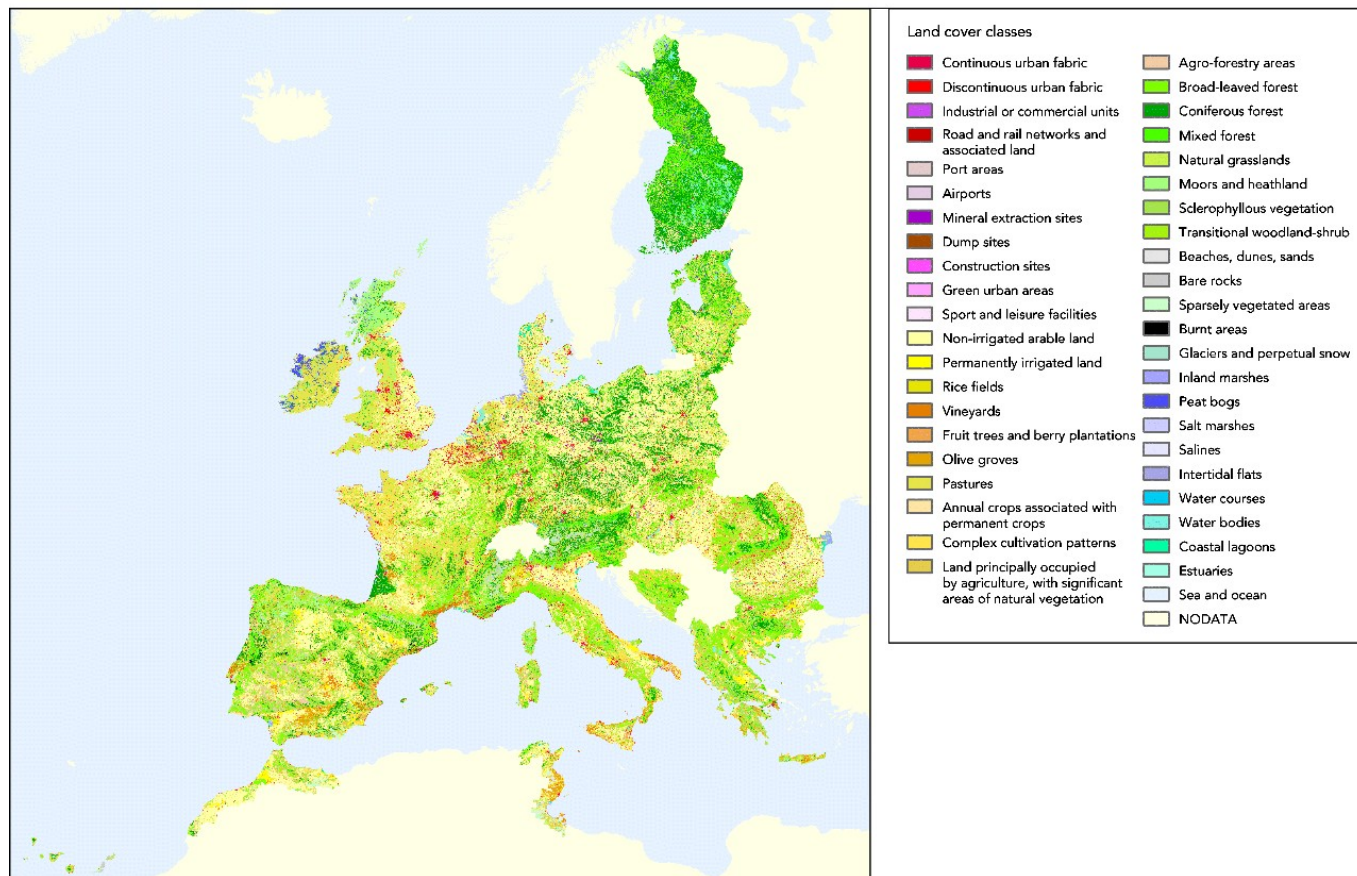 Land cover classes
Continuous urban fabric
Discontinuous urban fabric
Industrial or commercial units
Road and rail networks and
associated land
Port areas
Airports
Mineral extraction sites
Dump sites
Construction sites
Green urban areas
Sport and leisure facilities
Non-irrigated arable land
Permanently irrigated land
Rice fields
Vineyards
Fruit trees and berry plantations
Olive groves
Pastures
Annual crops associated with
permanent crops
Complex cultivation patterns
Land principally occupied
by agriculture, with significant
areas of natural vegetation
Agro-forestry areas
Broad-leaved forest
Coniferous forest
Mixed forest
Natural grasslands
Moors and heathland
Sclerophyllous vegetation
Transitional woodland-shrub
Beaches, dunes, sands
Bare rocks
Sparsely vegetated areas
Burnt areas
Glaciers and perpetual snow
Inland marshes
Peat bogs
Salt marshes
Salines
Intertidal flats
Water courses
Water bodies
Coastal lagoons
Estuaries
Sea and ocean
NODATA